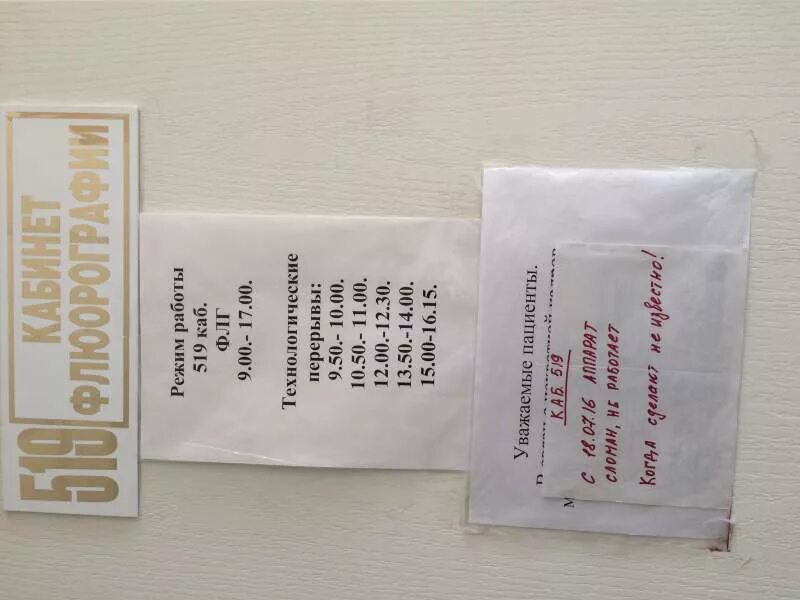 519
КАБИНЕТ
ФЛЮОРОГРАФИИ
Режим работы
519 каб.
ФЛГ
9.00.- 17.00.
Технологические
перерывы:
9.50.- 10.00.
10.50.- 11.00.
12.00.-12.30.
13.50.-14.00.
15.00-16.15.
Уважаемые пациенты.
КАБ. 519
С 18.07.16 АППАРАТ
СЛОМАН, НЕ РАБОТАЕТ
КОГДА СДЕЛАЮТ НЕ ИЗВЕСТНО!